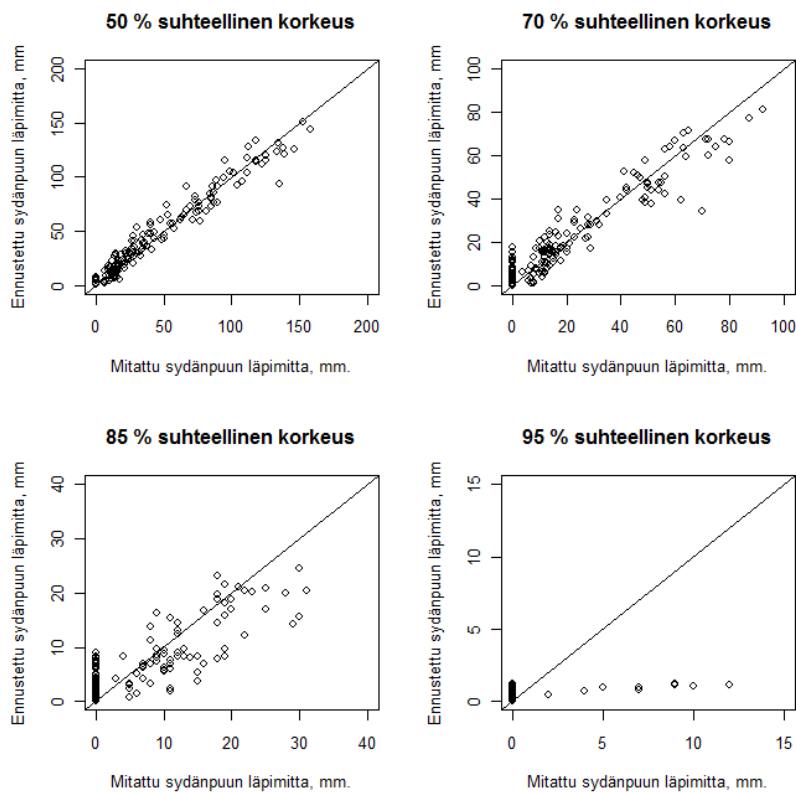 50 % suhteellinen korkeus
Ennustettu sydänpuun läpimitta, mm
200
150
100
50
0
0 50 100 150 200
Mitattu sydänpuun läpimitta, mm.
70 % suhteellinen korkeus
Ennustettu sydänpuun läpimitta, mm
100
80
60
40
20
0
0 20 40 60 80 100
Mitattu sydänpuun läpimitta, mm.
85 % suhteellinen korkeus
Ennustettu sydänpuun läpimitta, mm
40
30
20
10
0
0 10 20 30 40
Mitattu sydänpuun läpimitta, mm.
95 % suhteellinen korkeus
Ennustettu sydänpuun läpimitta, mm
15
10
5
0
0 5 10 15
Mitattu sydänpuun läpimitta, mm.